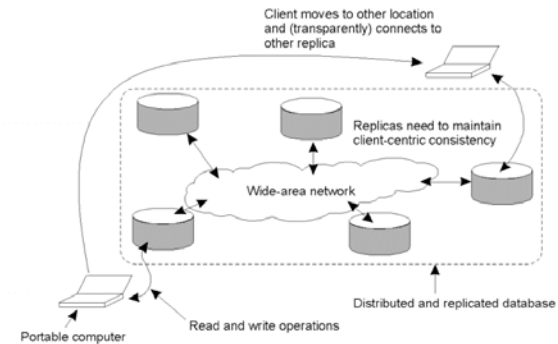 Client moves to other location
and (transparently) connects to
other replica
Replicas need to maintain
client-centric consistency
Wide-area network
Distributed and replicated database
Read and write operations
Portable computer